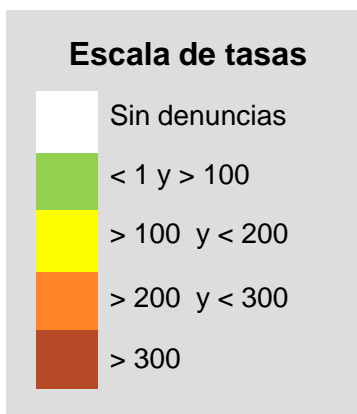 Escala de tasas
Sin denuncias
< 1 y > 100
> 100 y < 200
> 200 y < 300
> 300